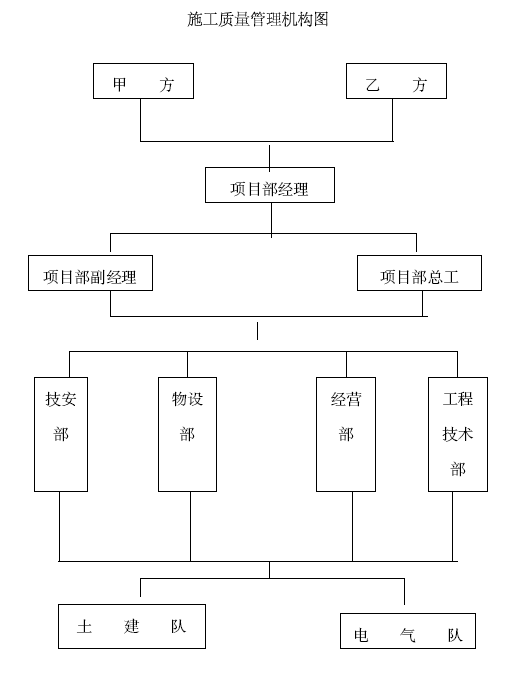 施工质量管理机构图
甲 方
乙 方
项目部经理
项目部副经理
项目部总工
技安
部
物设
部
经营
部
工程
技术
部
土 建 队
电 气 队